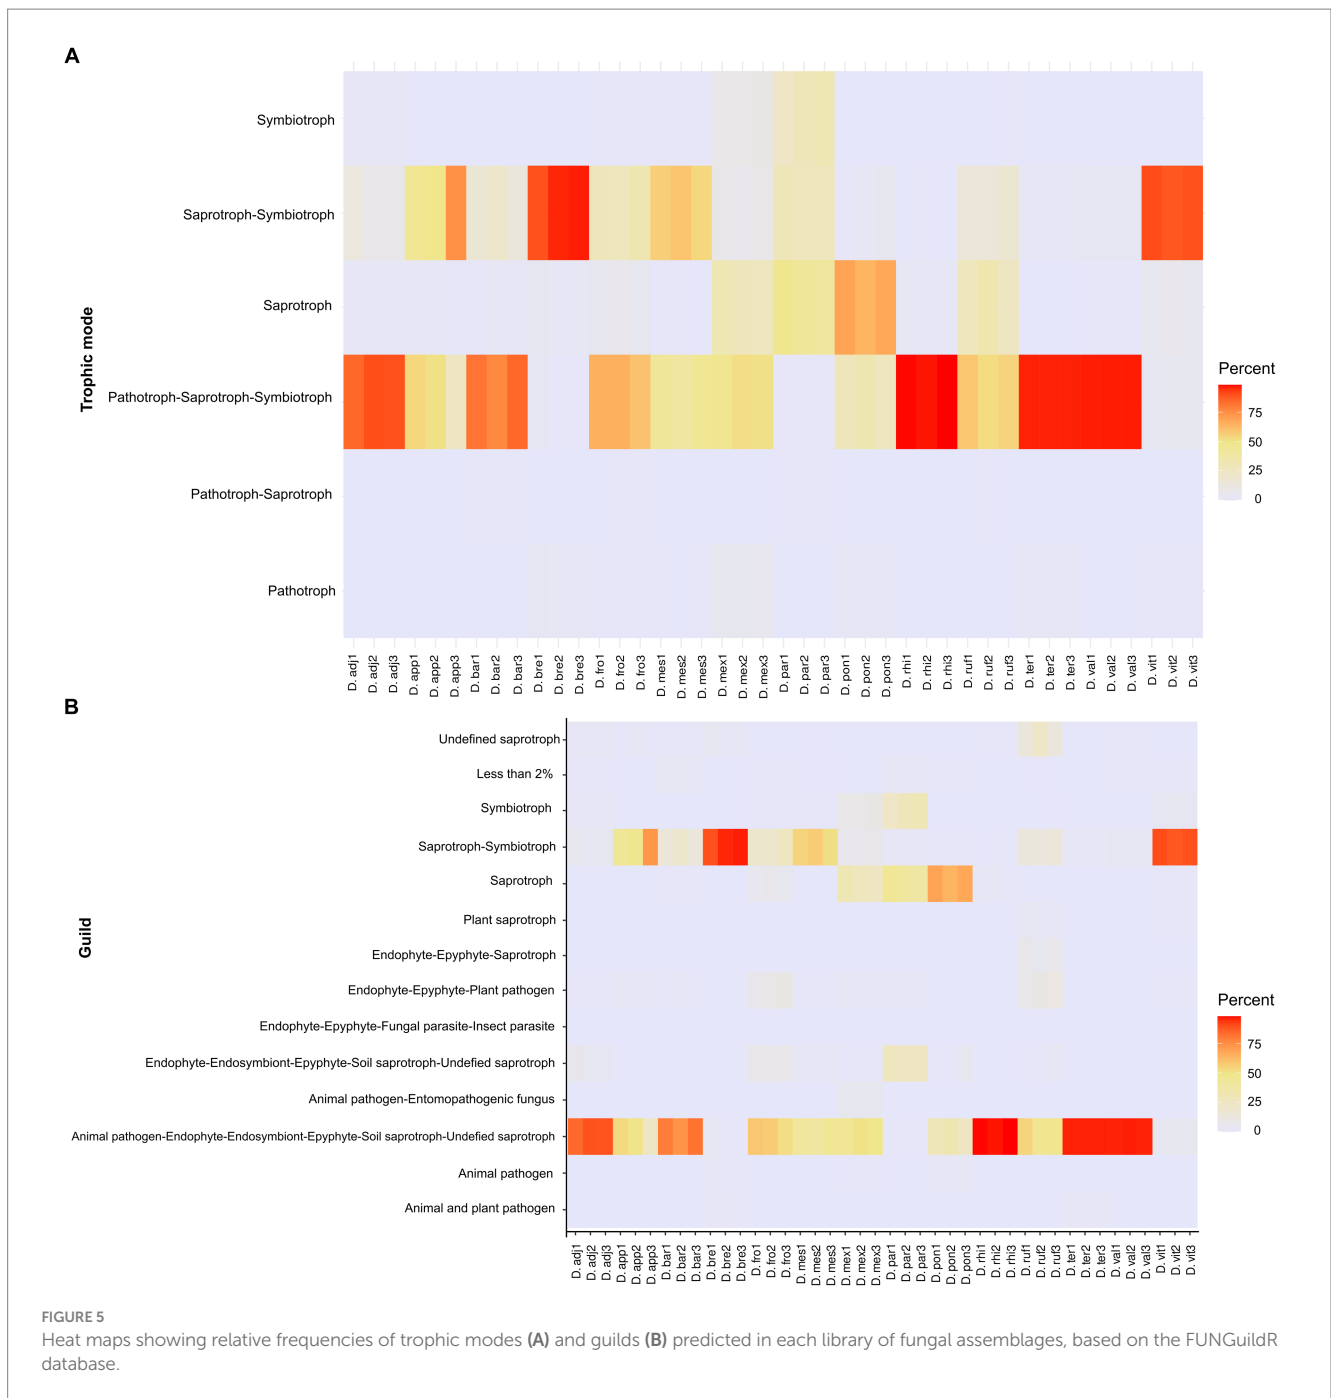 A
Symbiotroph
Saprotroph-Symbiotroph
Saprotroph
Pathotroph-Saprotroph-Symbiotroph
Pathotroph-Saprotroph
Pathotroph
Trophic mode
Percent
75
50
25
0
D. adj1
D. adj2
D. adj3
D. app1
D. app2
D. app3
D. bar1
D. bar2
D. bar3
D. bre1
D. bre2
D. bre3
D. fro1
D. fro2
D. fro3
D. mes1
D. mes2
D. mes3
D. mex1
D. mex2
D. mex3
D. par1
D. par2
D. par3
D. pon1
D. pon2
D. pon3
D. rhi1
D. rhi2
D. rhi3
D. ruf1
D. ruf2
D. ruf3
D. ter1
D. ter2
D. ter3
D. val1
D. val2
D. val3
D. vit1
D. vit2
D. vit3
B
Undefined saprotroph
Less than 2%
Symbiotroph
Saprotroph-Symbiotroph
Saprotroph
Plant saprotroph
Endophyte-Epyphyte-Saprotroph
Endophyte-Epyphyte-Plant pathogen
Endophyte-Epyphyte-Fungal parasite-Insect parasite
Endophyte-Endosymbiont-Epyphyte-Soil saprotroph-Undefied saprotroph
Animal pathogen-Entomopathogenic fungus
Animal pathogen-Endophyte-Endosymbiont-Epyphyte-Soil saprotroph-Undefied saprotroph
Animal pathogen
Animal and plant pathogen
Guild
Percent
75
50
25
0
D. adj1
D. adj2
D. adj3
D. app1
D. app2
D. app3
D. bar1
D. bar2
D. bar3
D. bre1
D. bre2
D. bre3
D. fro1
D. fro2
D. fro3
D. mes1
D. mes2
D. mes3
D. mex1
D. mex2
D. mex3
D. par1
D. par2
D. par3
D. pon1
D. pon2
D. pon3
D. rhi1
D. rhi2
D. rhi3
D. ruf1
D. ruf2
D. ruf3
D. ter1
D. ter2
D. ter3
D. val1
D. val2
D. val3
D. vit1
D. vit2
D. vit3
FIGURE 5
Heat maps showing relative frequencies of trophic modes (A) and guilds (B) predicted in each library of fungal assemblages, based on the FUNGuildR
database.